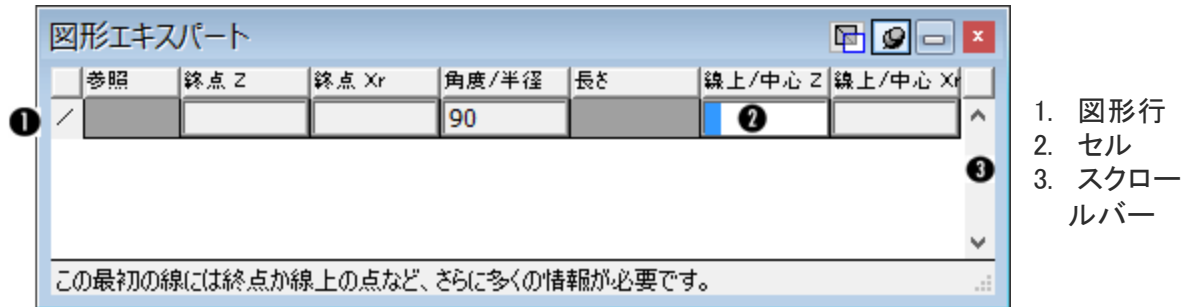 図形エキスパート
参照 終点 Z 終点 Xr 角度/半径 長さ 線上/中心 Z 線上/中心 Xr
❶ / 90 ❷
❸
この最初の線には終点か線上の点など、さらに多くの情報が必要です。
1. 図形行
2. セル
3. スクロー
ルバー